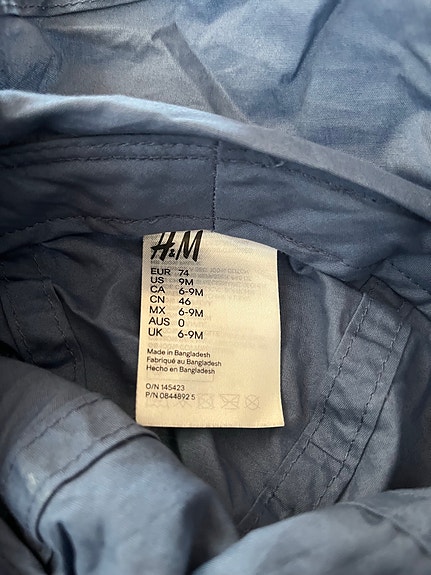 H&M
EUR 74
US 9M
CA 6-9M
CN 46
MX 6-9M
AUS 0
UK 6-9M
Made in Bangladesh
Fabriqué au Bangladesh
Hecho en Bangladesh
O/N 145423
P/N 0844892 5